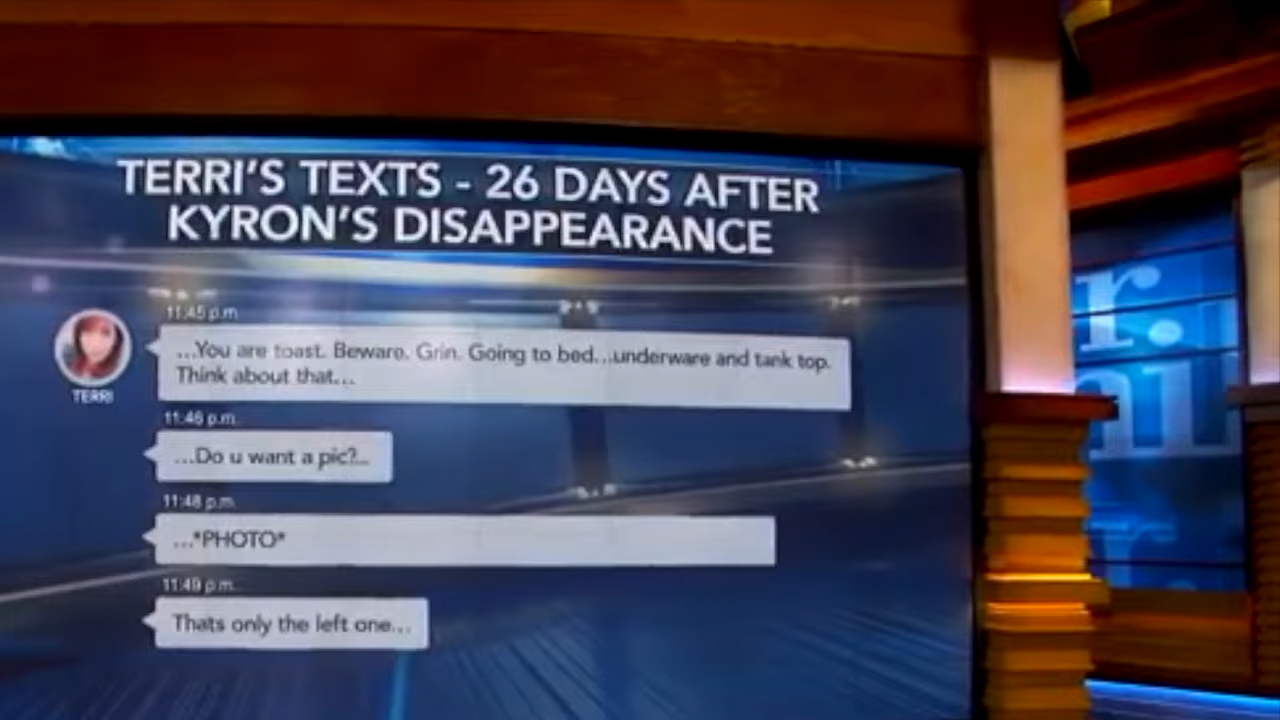 TERRI'S TEXTS - 26 DAYS AFTER
KYRON'S DISAPPEARANCE
11:45 p.m.
...You are toast. Beware. Grin. Going to bed...underware and tank top.
Think about that...
TERRI
11:46 p.m.
...Do u want a pic?...
11:48 p.m.
...*PHOTO*
11:49 p.m.
Thats only the left one...
r.